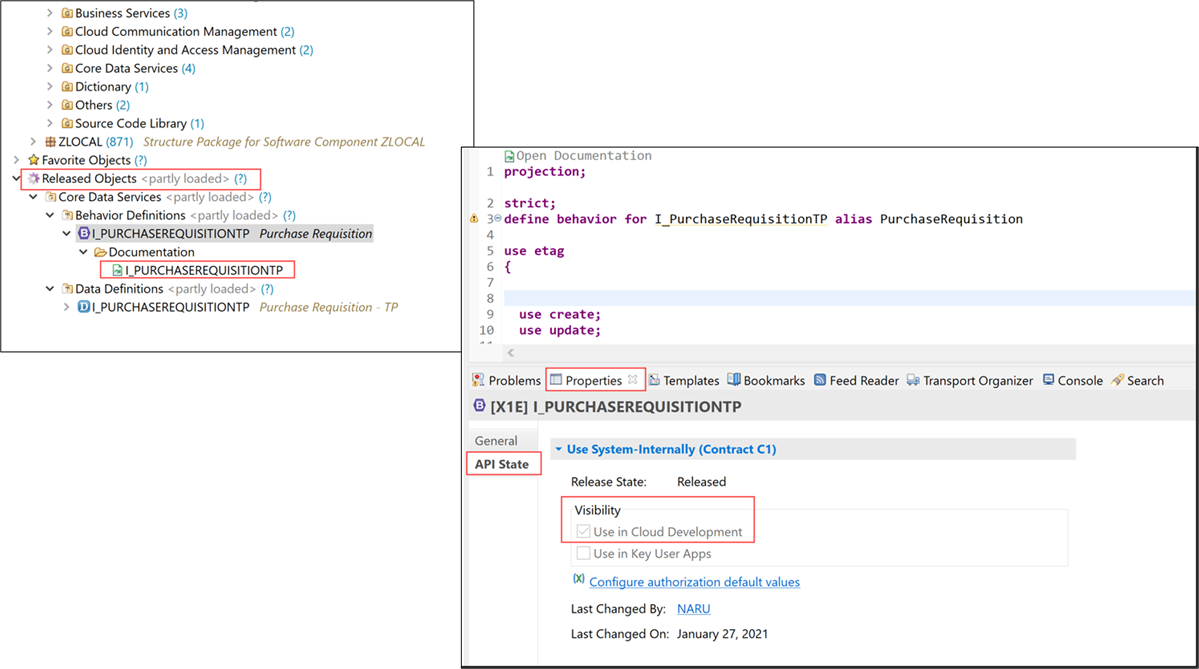 Business Services (3)
Cloud Communication Management (2)
Cloud Identity and Access Management (2)
Core Data Services (4)
Dictionary (1)
Others (2)
Source Code Library (1)
ZLOCAL (871) Structure Package for Software Component ZLOCAL
Favorite Objects (?)
Released Objects <partly loaded> (?)
Core Data Services <partly loaded> (?)
Behavior Definitions <partly loaded> (?)
I_PURCHASEREQUISITIONTP Purchase Requisition
Documentation
I_PURCHASEREQUISITIONTP
Data Definitions <partly loaded> (?)
I_PURCHASEREQUISITIONTP Purchase Requisition - TP
Open Documentation
1 projection;
2 strict;
3 define behavior for I_PurchaseRequisitionTP alias PurchaseRequisition
4
5 use etag
6 {
7
8
9 use create;
10 use update;
11
Problems Properties Templates Bookmarks Feed Reader Transport Organizer Console Search
[X1E] I_PURCHASEREQUISITIONTP
General
API State
Use System-Internally (Contract C1)
Release State: Released
Visibility
Use in Cloud Development
Use in Key User Apps
Configure authorization default values
Last Changed By: NARU
Last Changed On: January 27, 2021